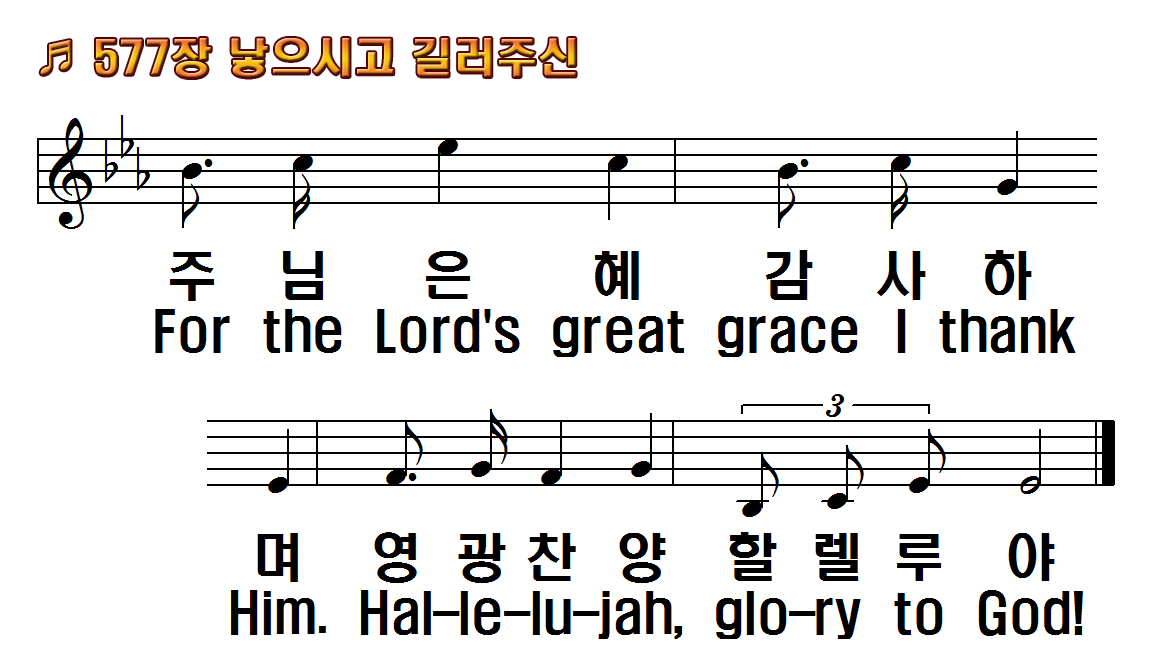 577장 낳으시고 길러주신
주 님 은 혜 감 사 하
For the Lord's great grace I thank
3
며 영 광 찬 양 할 렐 루 야
Him. Hal-le-lu-jah, glo-ry to God!